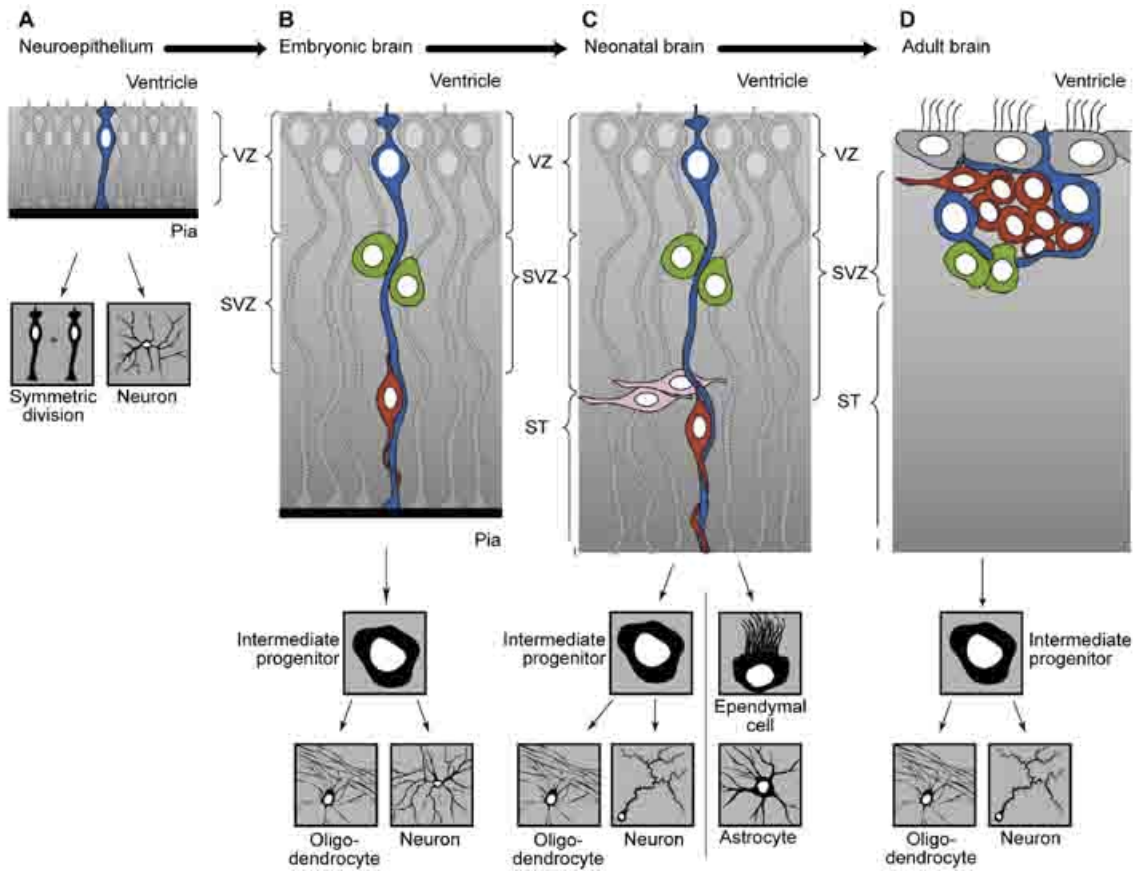 A
Neuroepithelium
B
Embryonic brain
C
Neonatal brain
D
Adult brain
Ventricle
Ventricle
Ventricle
Ventricle
VZ
VZ
VZ
Pia
SVZ
SVZ
SVZ
Symmetric
division
Neuron
ST
ST
Pia
Intermediate
progenitor
Intermediate
progenitor
Ependymal
cell
Intermediate
progenitor
Oligo-
dendrocyte
Neuron
Oligo-
dendrocyte
Neuron
Astrocyte
Oligo-
dendrocyte
Neuron